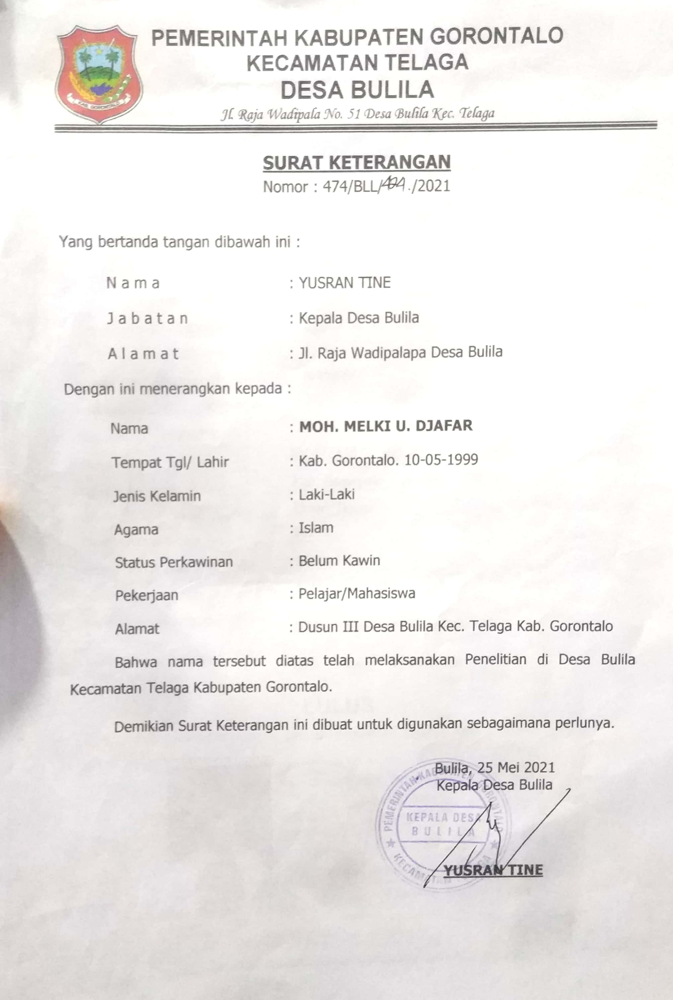 PEMERINTAH KABUPATEN GORONTALO
KECAMATAN TELAGA
DESA BULILA
Jl. Raja Wadipala No. 51 Desa Bulila Kec. Telaga
KAB. GORONTALO
SURAT KETERANGAN
Nomor : 474/BLL/ ./2021
Yang bertanda tangan dibawah ini :
N a m a : YUSRAN TINE
J a b a t a n : Kepala Desa Bulila
A l a m a t : Jl. Raja Wadipalapa Desa Bulila
Dengan ini menerangkan kepada :
Nama : MOH. MELKI U. DJAFAR
Tempat Tgl/ Lahir : Kab. Gorontalo. 10-05-1999
Jenis Kelamin : Laki-Laki
Agama : Islam
Status Perkawinan : Belum Kawin
Pekerjaan : Pelajar/Mahasiswa
Alamat : Dusun III Desa Bulila Kec. Telaga Kab. Gorontalo
Bahwa nama tersebut diatas telah melaksanakan Penelitian di Desa Bulila
Kecamatan Telaga Kabupaten Gorontalo.
Demikian Surat Keterangan ini dibuat untuk digunakan sebagaimana perlunya.
Bulila, 25 Mei 2021
Kepala Desa Bulila
PEMERINTAH KABUPATEN GORONTALO
KEPALA DESA
BULILA
KECAMATAN
YUSRAN TINE